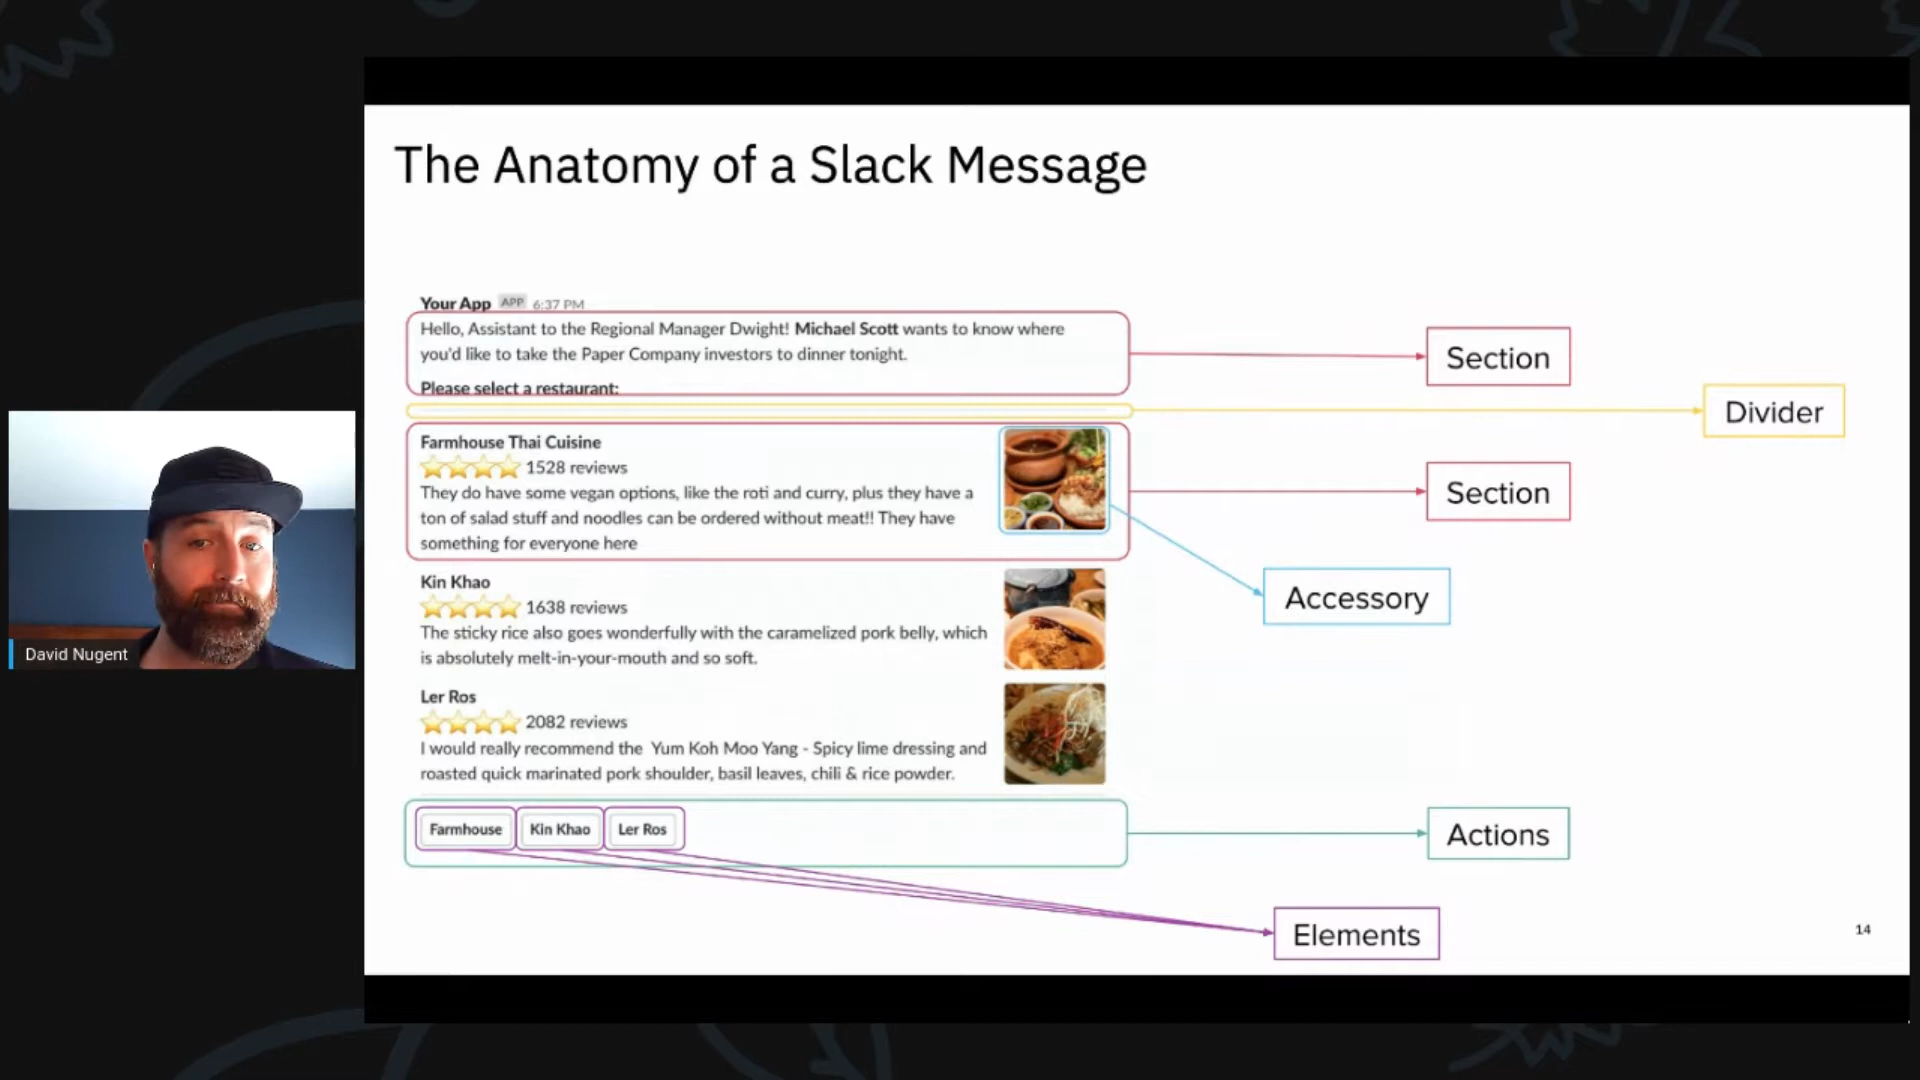 The Anatomy of a Slack Message
Your App APP 6:37 PM
Hello, Assistant to the Regional Manager Dwight! Michael Scott wants to know where
you'd like to take the Paper Company investors to dinner tonight.
Please select a restaurant:
Section
Divider
Farmhouse Thai Cuisine
1528 reviews
They do have some vegan options, like the roti and curry, plus they have a
ton of salad stuff and noodles can be ordered without meat!! They have
something for everyone here
Section
Accessory
Kin Khao
1638 reviews
The sticky rice also goes wonderfully with the caramelized pork belly, which
is absolutely melt-in-your-mouth and so soft.
Ler Ros
2082 reviews
I would really recommend the Yum Koh Moo Yang - Spicy lime dressing and
roasted quick marinated pork shoulder, basil leaves, chili & rice powder.
Farmhouse Kin Khao Ler Ros
Actions
Elements
14
David Nugent